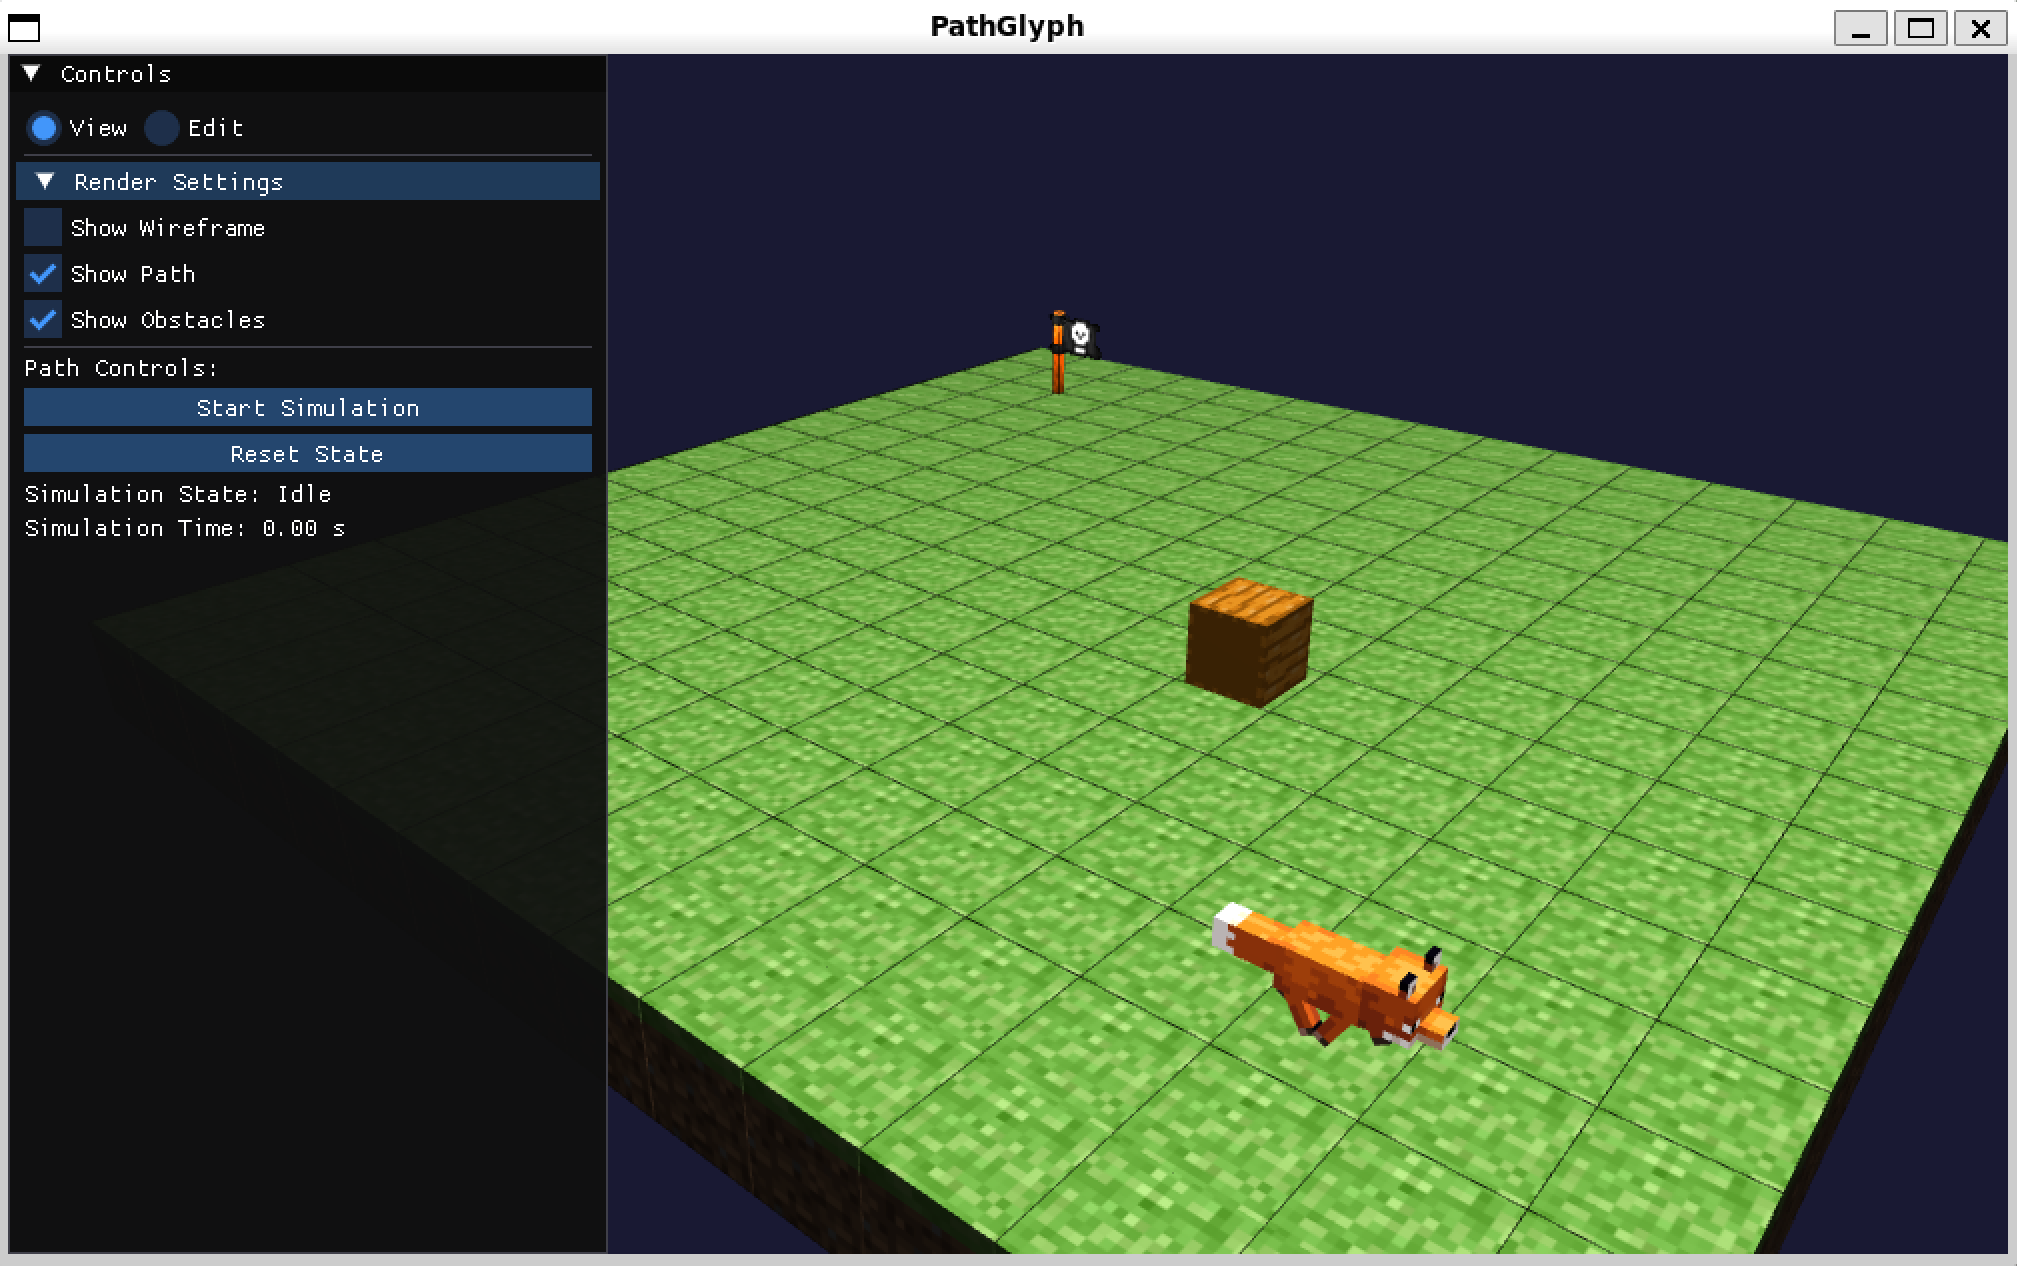 PathGlyph
Controls
View Edit
Render Settings
Show Wireframe
Show Path
Show Obstacles
Path Controls:
Start Simulation
Reset State
Simulation State: Idle
Simulation Time: 0.00 s